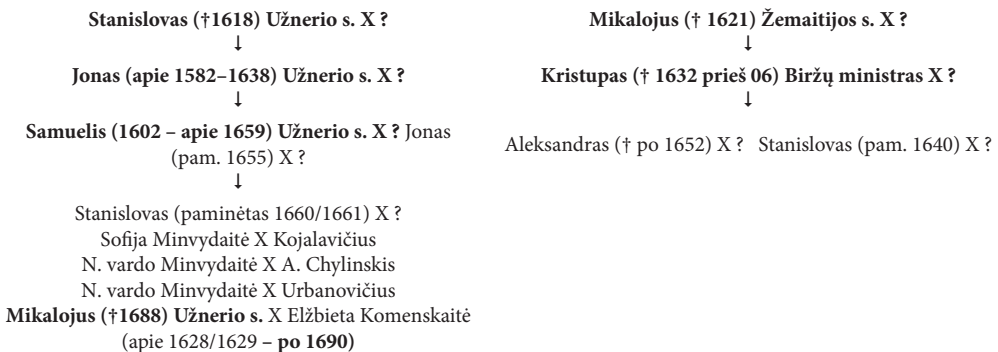 Stanislovas (†1618) Užnerio s. X ?
↓
Jonas (apie 1582–1638) Užnerio s. X ?
↓
Samuelis (1602 – apie 1659) Užnerio s. X ? Jonas
(pam. 1655) X ?
↓
Stanislovas (paminėtas 1660/1661) X ?
Sofija Minvydaitė X Kojalavičius
N. vardo Minvydaitė X A. Chylinskis
N. vardo Minvydaitė X Urbanovičius
Mikalojus (†1688) Užnerio s. X Elžbieta Komenskaitė
(apie 1628/1629 – po 1690)
Mikalojus († 1621) Žemaitijos s. X ?
↓
Kristupas († 1632 prieš 06) Biržų ministras X ?
↓
Aleksandras († po 1652) X ? Stanislovas (pam. 1640) X ?